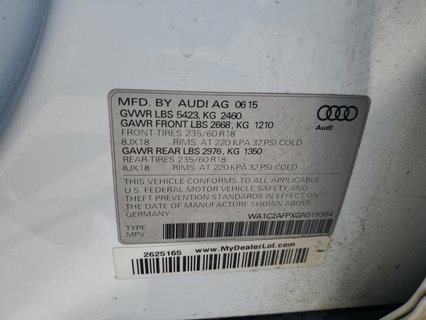 MFD. BY AUDI AG 06 15
GVWR LBS 5423, KG 2460
GAWR FRONT LBS 2668, KG 1210
FRONT-TIRES 235/60 R18
8JX18 RIMS, AT 220 KPA 32 PSI COLD
GAWR REAR LBS 2976, KG 1350
REAR-TIRES 235/60 R18
8JX18 RIMS, AT 220 KPA 32 PSI COLD
Audi
THIS VEHICLE CONFORMS TO ALL APPLICABLE
U.S. FEDERAL MOTOR VEHICLE SAFETY, BUMPER, AND
THEFT PREVENTION STANDARDS IN EFFECT ON THE
DATE OF MANUFACTURE SHOWN ABOVE.
GERMANY WA1C2AFPXGA019364
TYPE
MPV
2625165 www.MyDealerLot.com